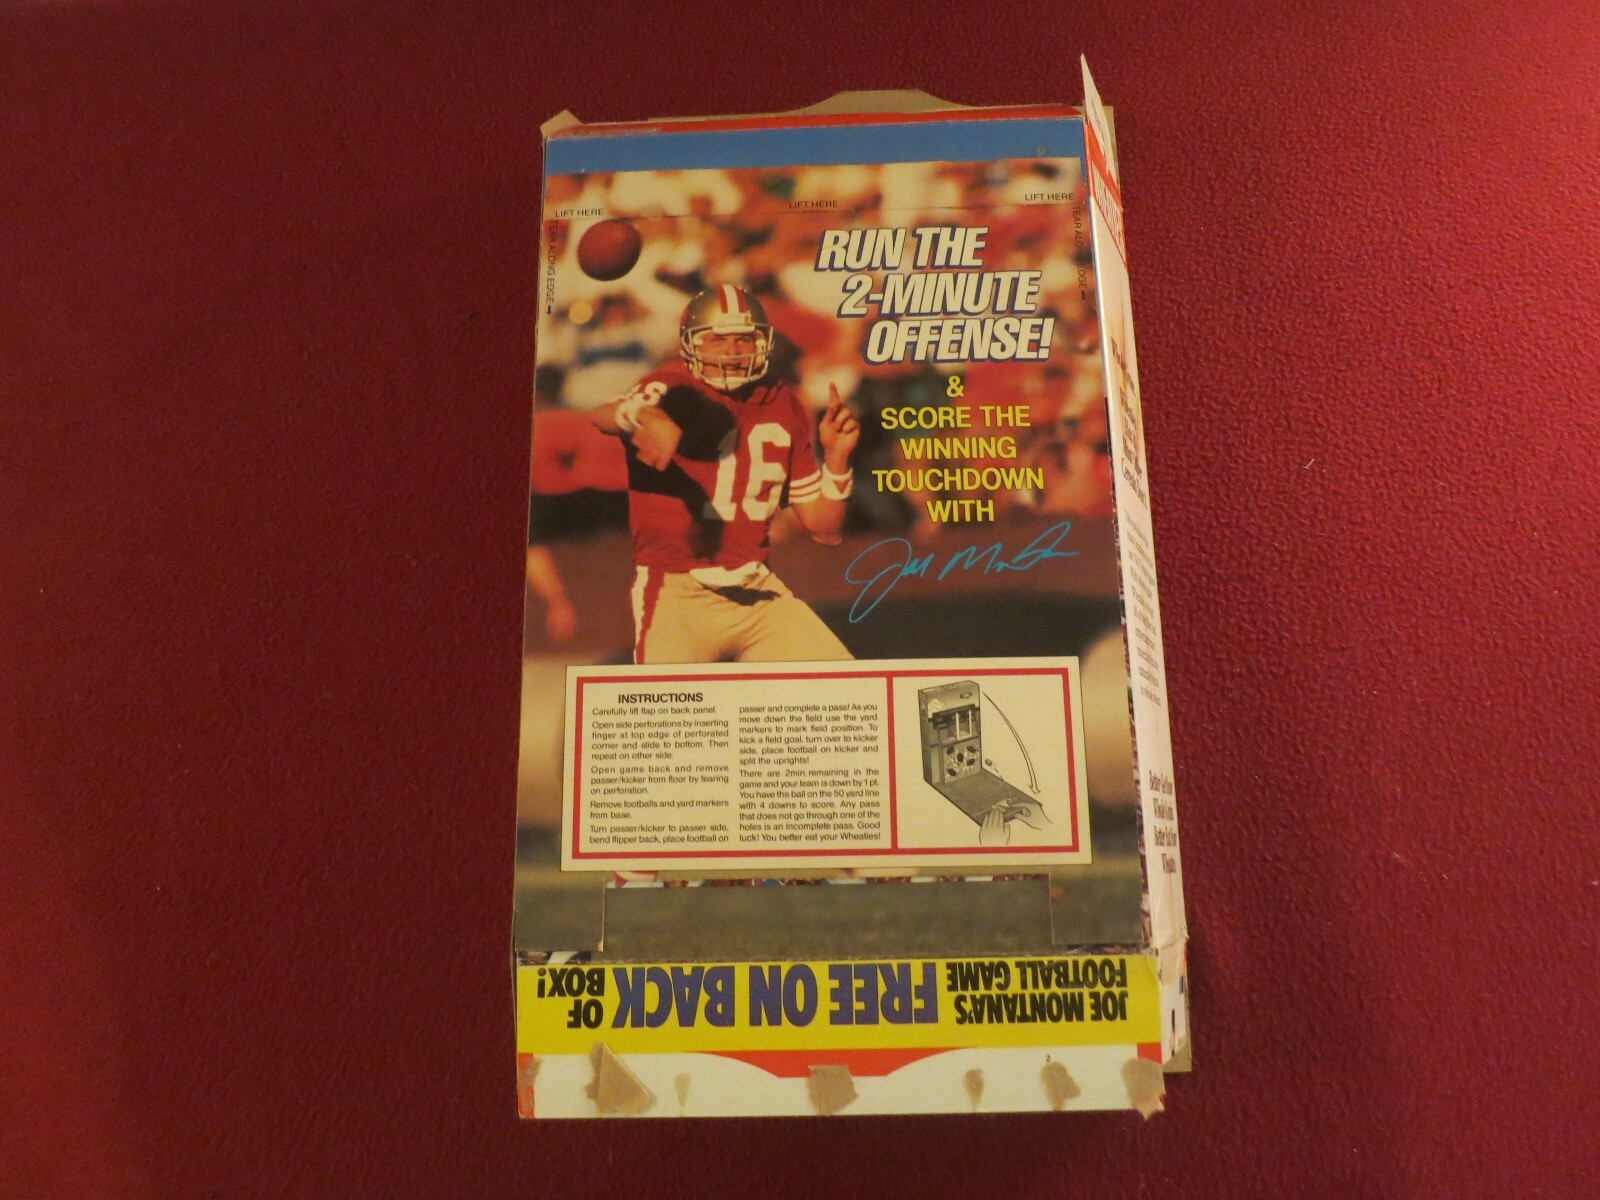 LIFT HERE
LIFT HERE
LIFT HERE
TEAR ALONG EDGE
TEAR ALONG EDGE
RUN THE
2-MINUTE
OFFENSE!
&
SCORE THE
WINNING
TOUCHDOWN
WITH
Joe Montana
16
16
INSTRUCTIONS
Carefully lift flap on back panel.
Open side perforations by inserting
finger at top edge of perforated
corner and slide to bottom. Then
repeat on other side.
Open game back and remove
passer/kicker from floor by tearing
on perforation.
Remove footballs and yard markers
from base.
Turn passer/kicker to passer side,
bend flipper back, place football on
passer and complete a pass! As you
move down the field use the yard
markers to mark field position. To
kick a field goal, turn over to kicker
side, place football on kicker and
split the uprights!
There are 2min. remaining in the
game and your team is down by 1 pt.
You have the ball on the 50 yard line
with 4 downs to score. Any pass
that does not go through one of the
holes is an incomplete pass. Good
luck! You better eat your Wheaties!
JOE MONTANA'S
FOOTBALL GAME
FREE ON BACK
OF
BOX!
2
Better Eat Your
Wheaties